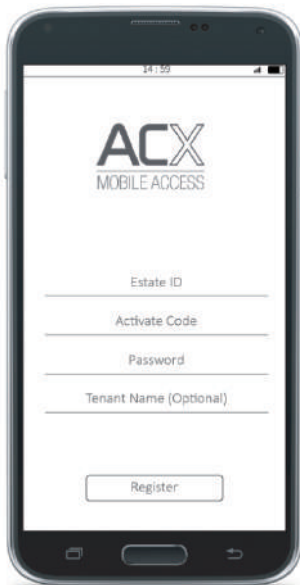 14:59
ACX
MOBILE ACCESS
Estate ID
Activate Code
Password
Tenant Name (Optional)
Register